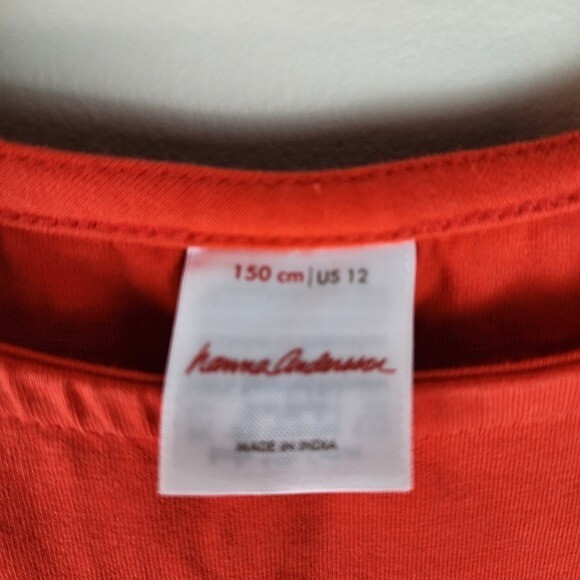 150 cm | US 12
hanna andersson
MADE IN INDIA